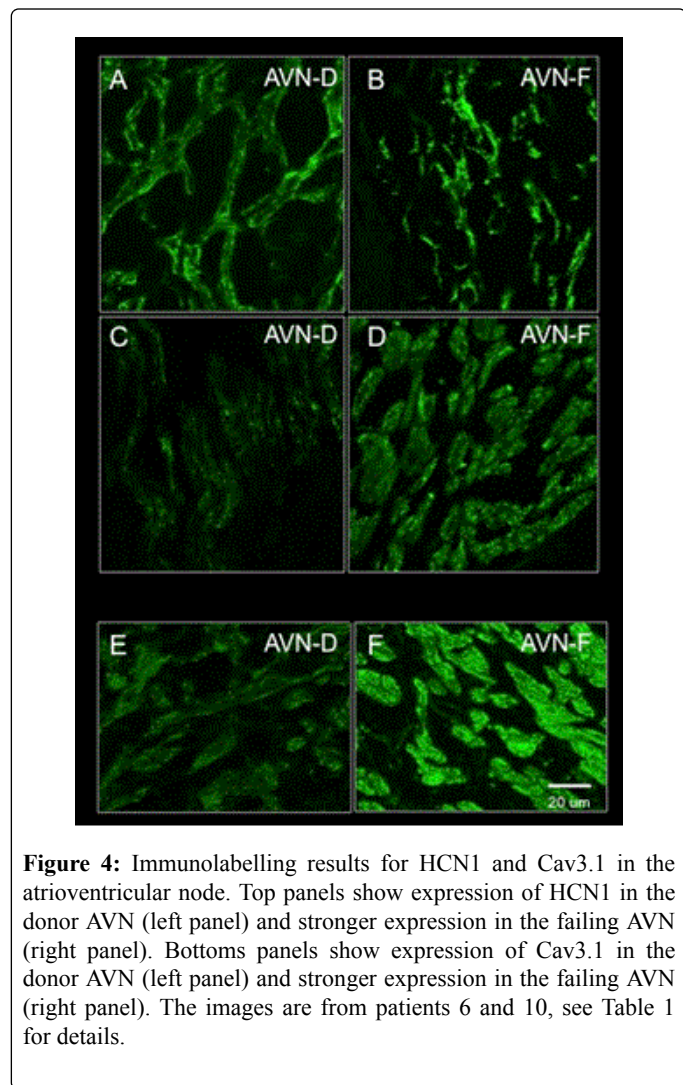 A AVN-D B AVN-F
C AVN-D D AVN-F
E AVN-D F AVN-F
20 um
Figure 4: Immunolabelling results for HCN1 and Cav3.1 in the
atrioventricular node. Top panels show expression of HCN1 in the
donor AVN (left panel) and stronger expression in the failing AVN
(right panel). Bottoms panels show expression of Cav3.1 in the
donor AVN (left panel) and stronger expression in the failing AVN
(right panel). The images are from patients 6 and 10, see Table 1
for details.